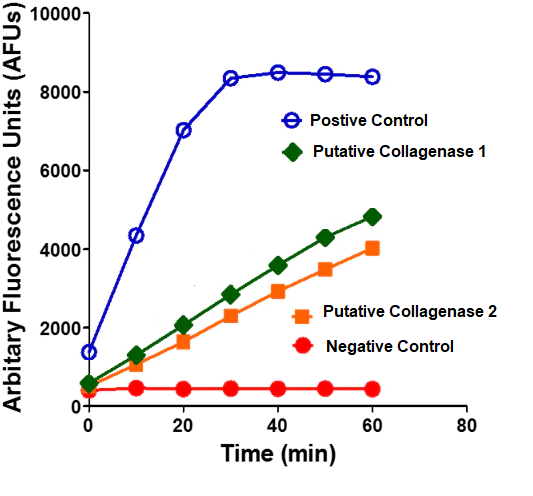 Arbitary Fluorescence Units (AFUs)
10000
8000
6000
4000
2000
0
Postive Control
Putative Collagenase 1
Putative Collagenase 2
Negative Control
0
20
40
60
80
Time (min)